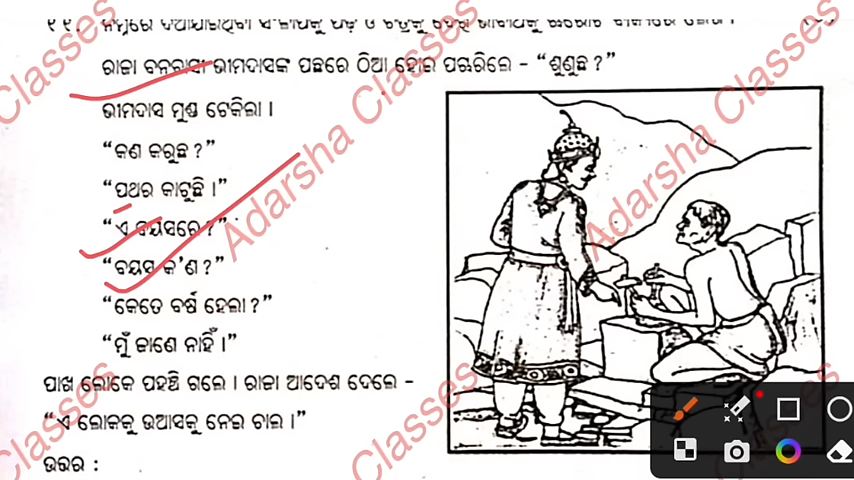 ରାଜା ବନବାସୀ ଭୀମଦାସଙ୍କ ପଛରେ ଠିଆ ହୋଇ ପଚାରିଲେ – “ଶୁଣୁଛ ?”
ଭୀମଦାସ ମୁଣ୍ଡ ଟେକିଲା ।
“କଣ କରୁଛ ?”
“ପଥର କାଟୁଛି ।”
“ଏ ବୟସରେ ?”
“ବୟସ କ’ଣ ?”
“କେତେ ବର୍ଷ ହେଲା ?”
“ମୁଁ ଜାଣେ ନାହିଁ ।”
ପାଖ ଲୋକେ ପହଞ୍ଚି ଗଲେ । ରାଜା ଆଦେଶ ଦେଲେ –
“ଏ ଲୋକକୁ ଉଆସକୁ ନେଇ ଚାଲ ।”
ଉତ୍ତର :
Adarsha Classes